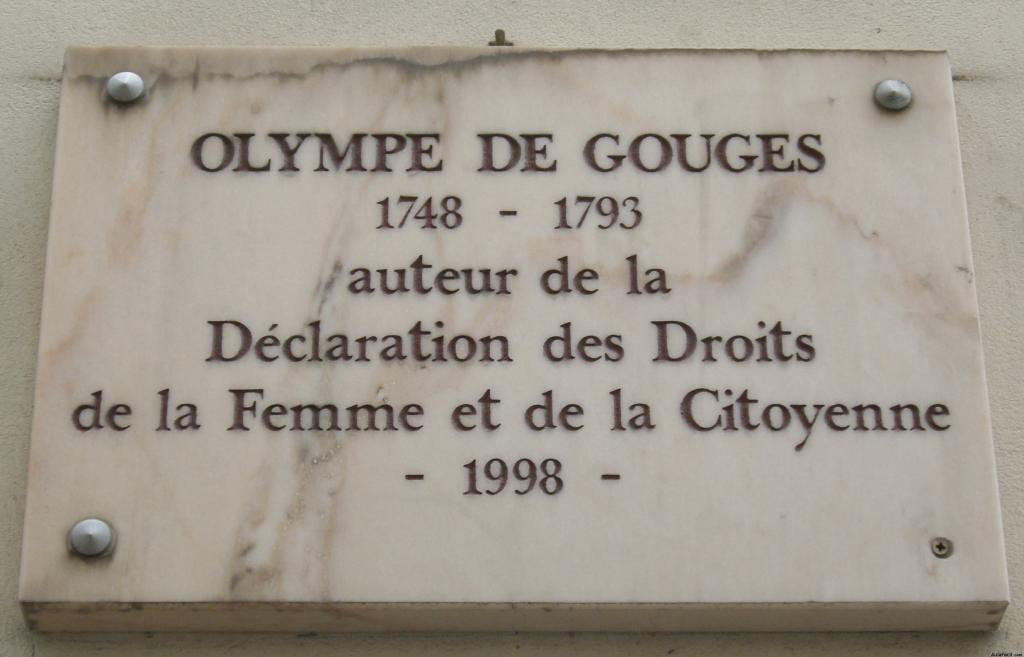 OLYMPE DE GOUGES
1748 - 1793
auteur de la
Déclaration des Droits
de la Femme et de la Citoyenne
- 1998 -